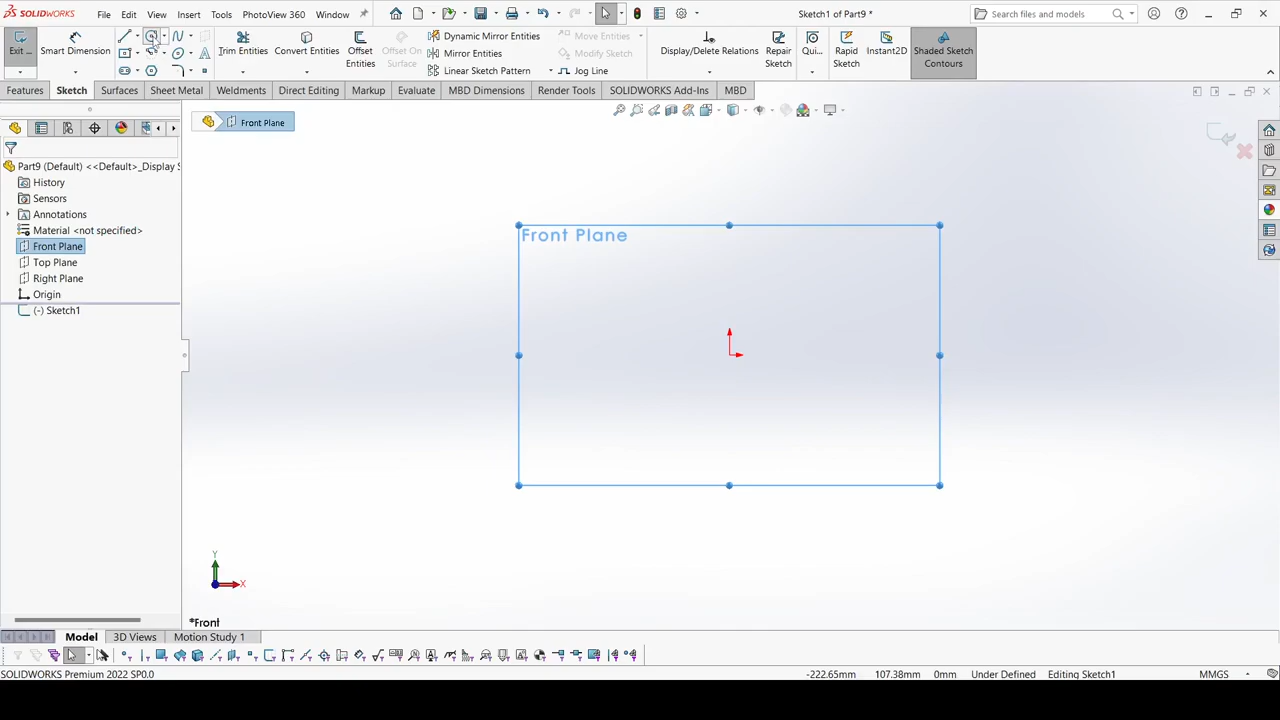 SOLIDWORKS
File
Edit
View
Insert
Tools
PhotoView 360
Window
Sketch1 of Part9 *
Search files and models
Exit ...
Smart Dimension
Trim Entities
Convert Entities
Offset Entities
Offset On Surface
Dynamic Mirror Entities
Mirror Entities
Linear Sketch Pattern
Move Entities
Modify Sketch
Jog Line
Display/Delete Relations
Repair Sketch
Qui...
Rapid Sketch
Instant2D
Shaded Sketch Contours
Features
Sketch
Surfaces
Sheet Metal
Weldments
Direct Editing
Markup
Evaluate
MBD Dimensions
Render Tools
SOLIDWORKS Add-Ins
MBD
Front Plane
Part9 (Default) <<Default>_Display S
History
Sensors
Annotations
Material <not specified>
Front Plane
Top Plane
Right Plane
Origin
(-) Sketch1
Front Plane
Y
X
*Front
Model
3D Views
Motion Study 1
SOLIDWORKS Premium 2022 SP0.0
-222.65mm
107.38mm
0mm
Under Defined
Editing Sketch1
MMGS